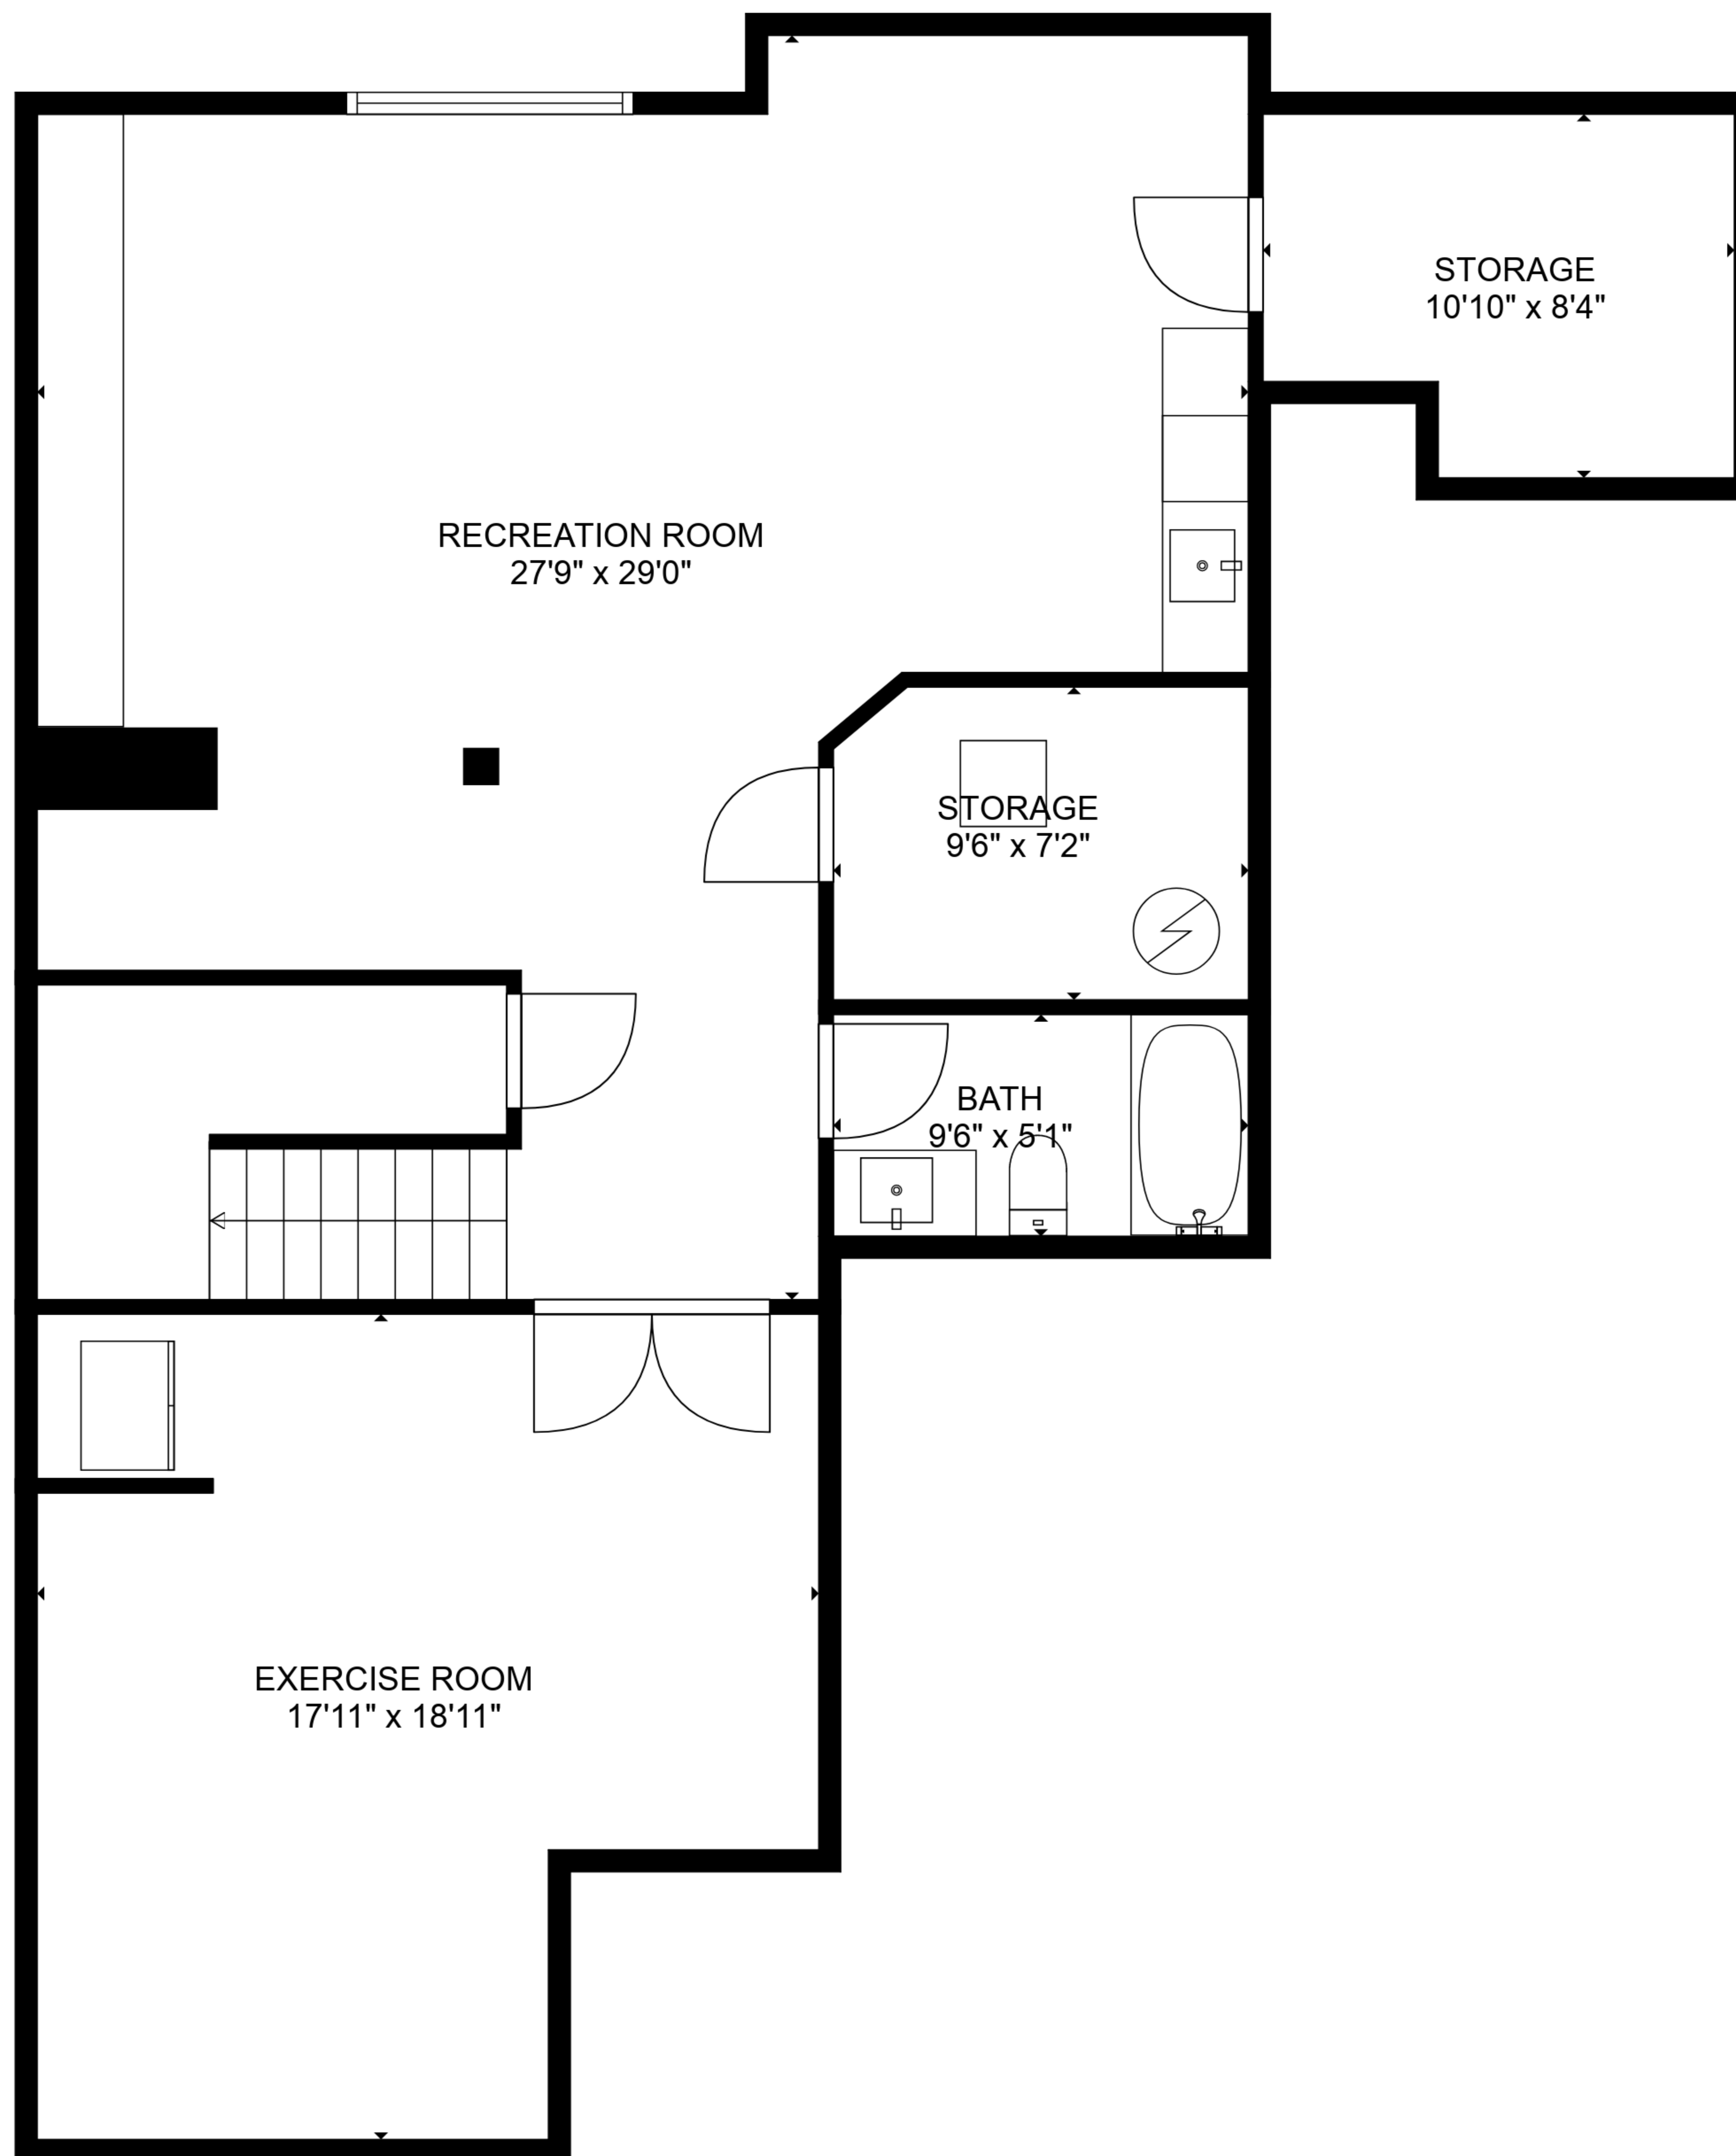 STORAGE
10'10" x 8'4"
RECREATION ROOM
27'9" x 29'0"
STORAGE
9'6" x 7'2"
BATH
9'6" x 5'1"
EXERCISE ROOM
17'11" x 18'11"